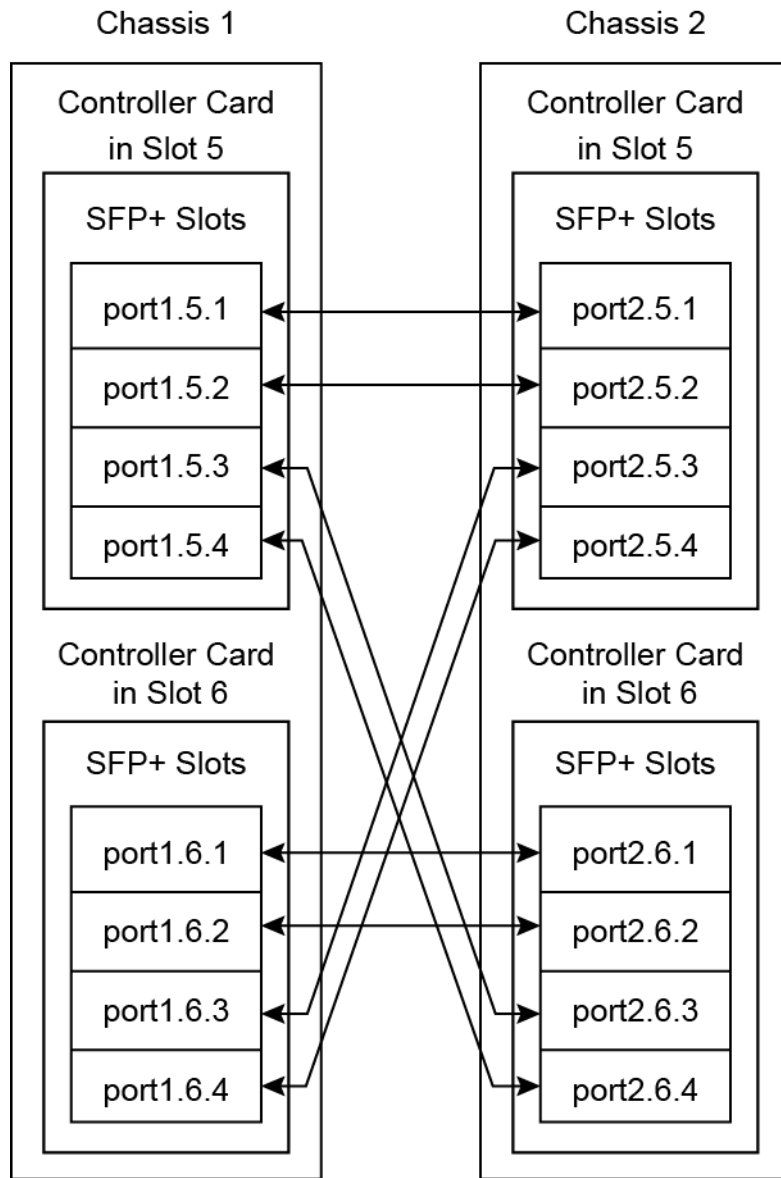 Chassis 1
Controller Card
in Slot 5
SFP+ Slots
port1.5.1
port1.5.2
port1.5.3
port1.5.4
Controller Card
in Slot 6
SFP+ Slots
port1.6.1
port1.6.2
port1.6.3
port1.6.4
Chassis 2
Controller Card
in Slot 5
SFP+ Slots
port2.5.1
port2.5.2
port2.5.3
port2.5.4
Controller Card
in Slot 6
SFP+ Slots
port2.6.1
port2.6.2
port2.6.3
port2.6.4